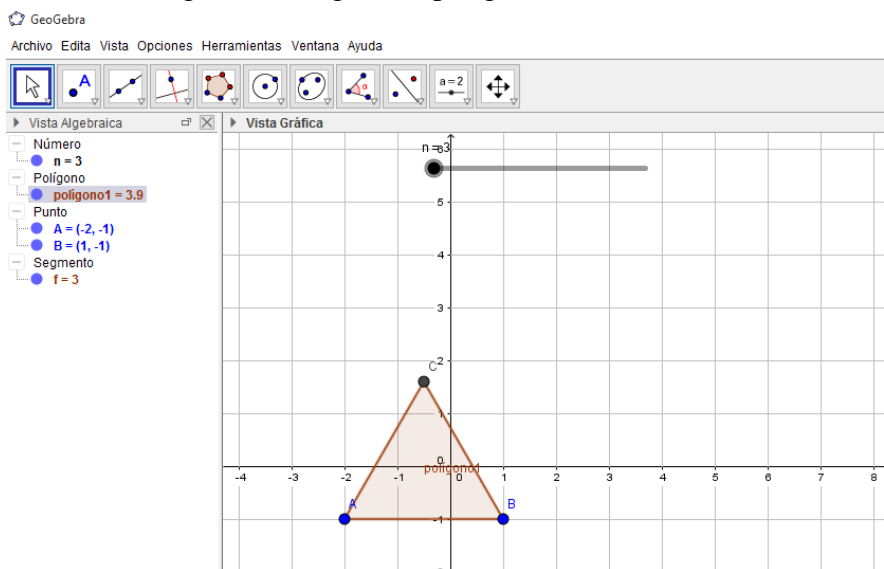 GeoGebra
Archivo Edita Vista Opciones Herramientas Ventana Ayuda
A
α
a = 2
Vista Algebraica
Vista Gráfica
Número
n = 3
Polígono
polígono1 = 3.9
Punto
A = (-2, -1)
B = (1, -1)
Segmento
f = 3
n = 3
6
5
4
3
2
C
1
0
polígono1
-4 -3 -2 -1 0 1 2 3 4 5 6 7 8
A
B
-1